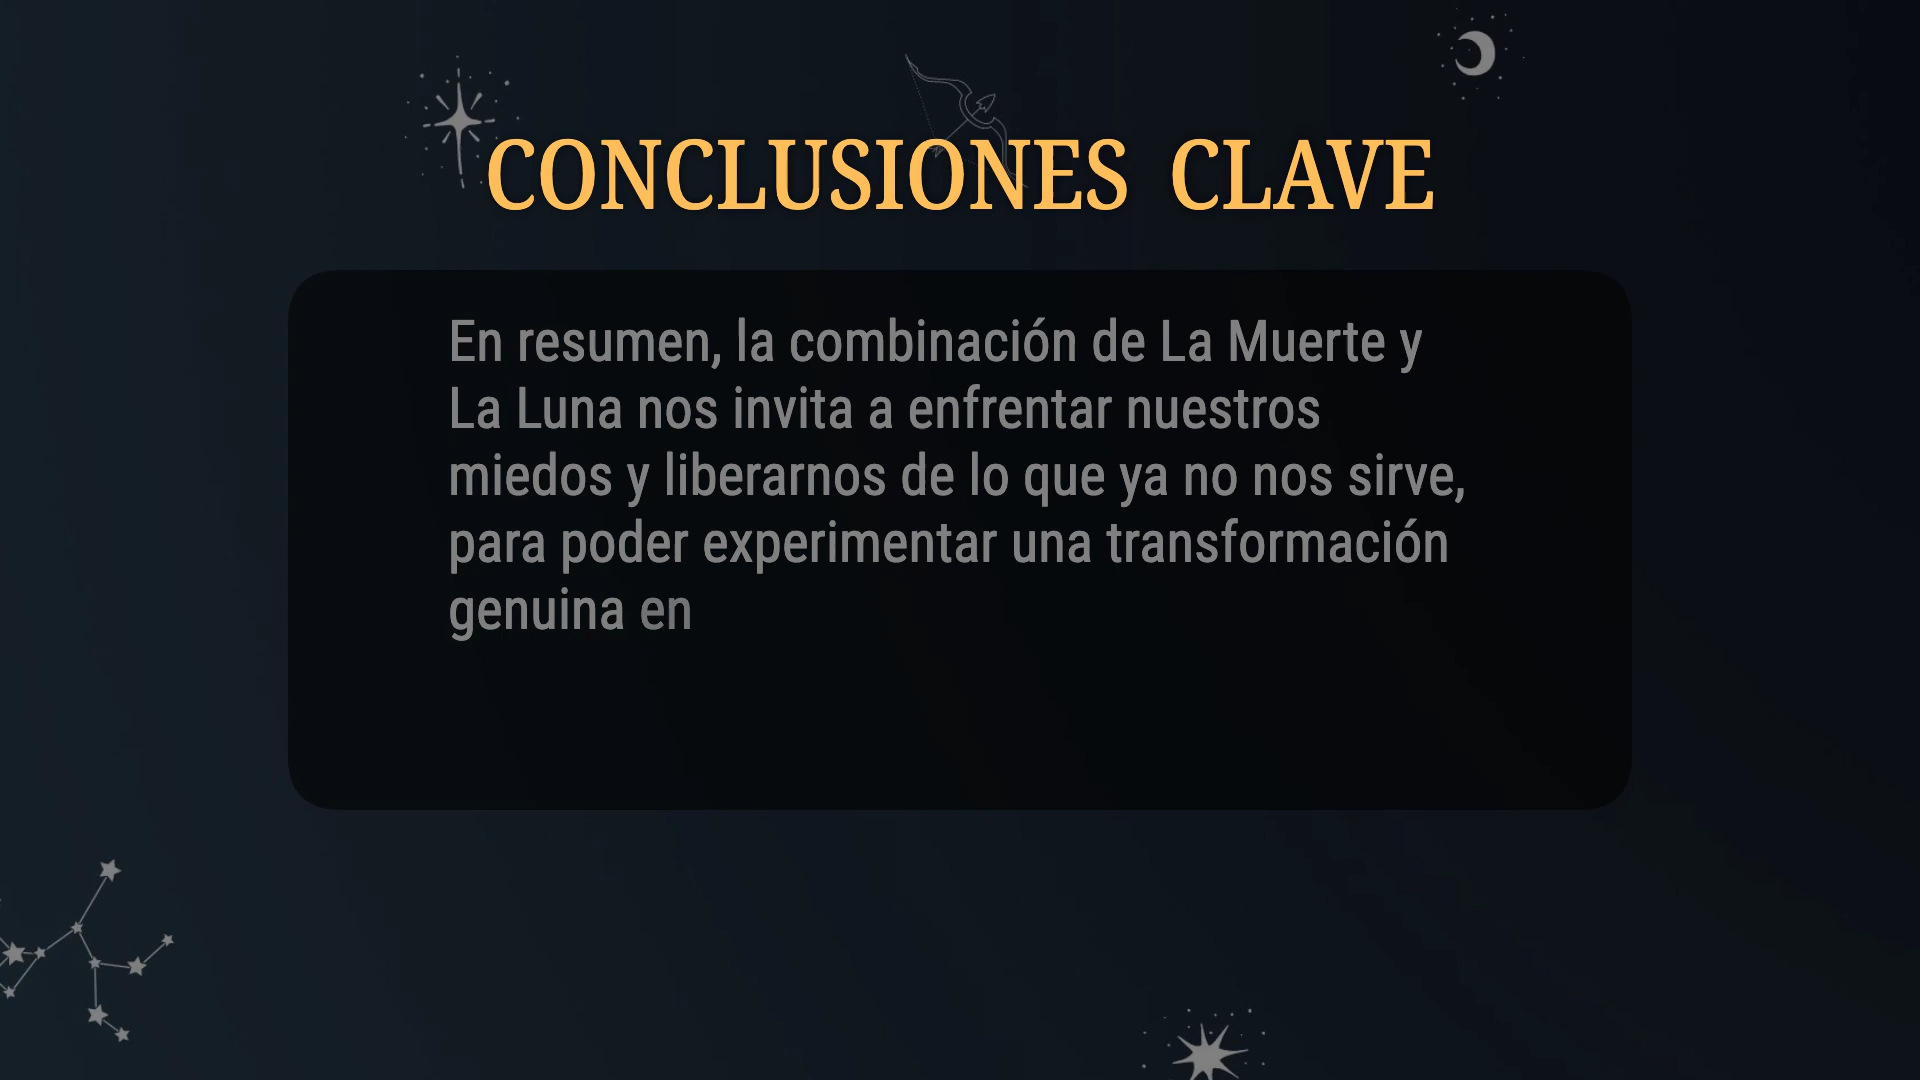 CONCLUSIONES CLAVE
En resumen, la combinación de La Muerte y
La Luna nos invita a enfrentar nuestros
miedos y liberarnos de lo que ya no nos sirve,
para poder experimentar una transformación
genuina en